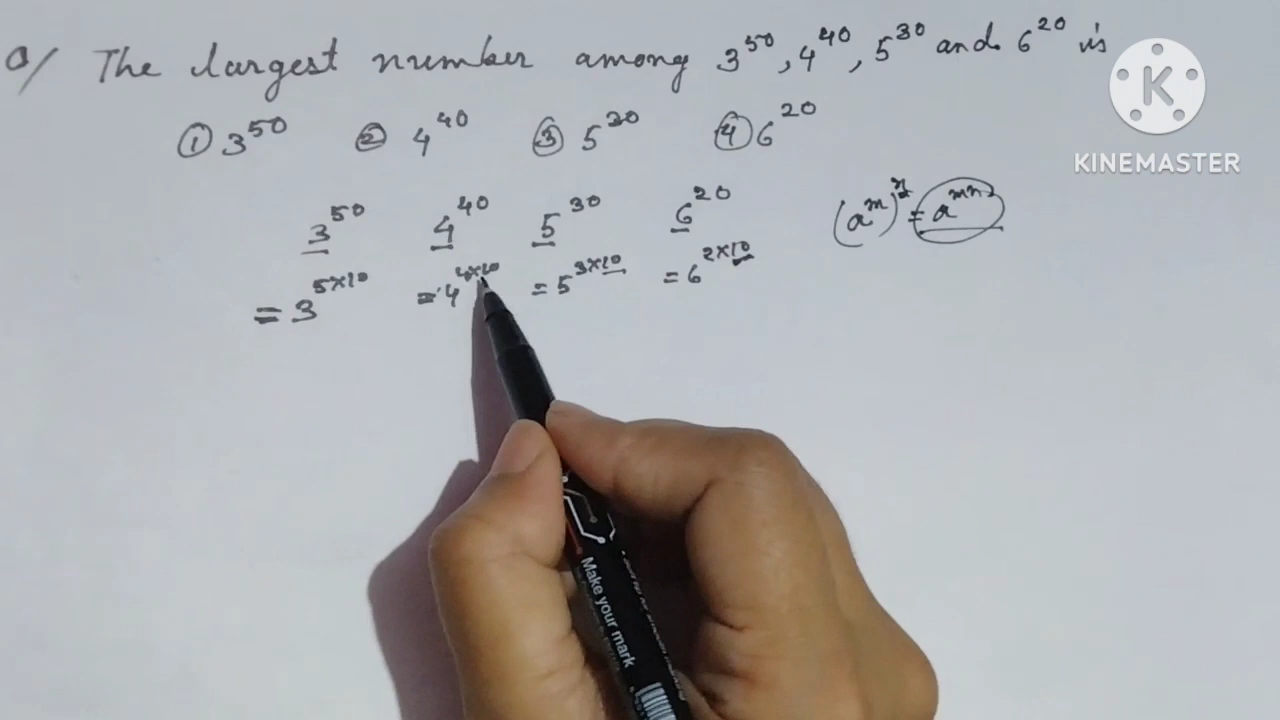 Q/ The largest number among 3^50, 4^40, 5^30 and 6^20 is
① 3^50 ② 4^40 ③ 5^30 ④ 6^20
3^50 4^40 5^30 6^20 (a^m)^n = a^mn
= 3^5×10 = 4^4×10 = 5^3×10 = 6^2×10
K
KINEMASTER
Make your mark